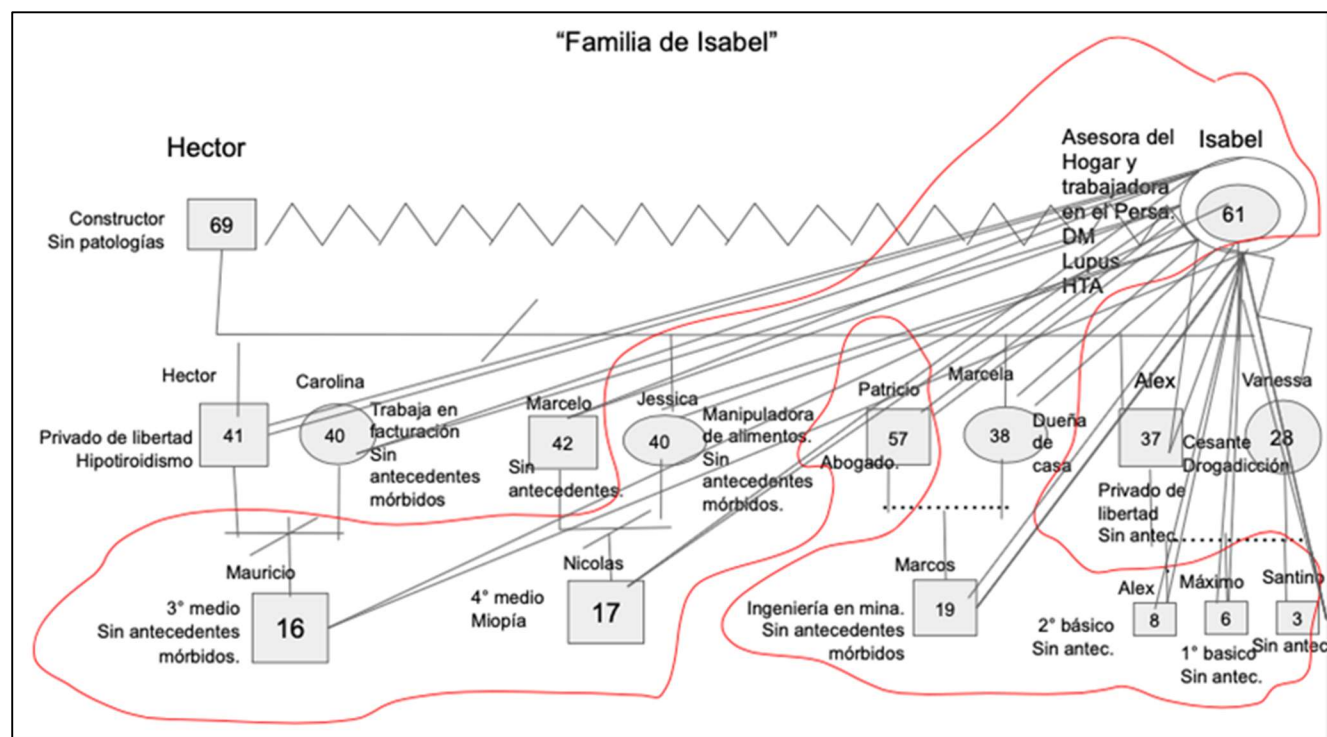 “Familia de Isabel”
Hector
Constructor
Sin patologías
69
Asesora del
Hogar y
trabajadora
en el Persa.
DM
Lupus
HTA
Isabel
61
Hector
Privado de libertad
Hipotiroidismo
41
Carolina
40
Trabaja en
facturación
Sin
antecedentes
mórbidos
Marcelo
42
Sin
antecedentes.
Jessica
40
Manipuladora
de alimentos.
Sin
antecedentes
mórbidos.
Patricio
57
Abogado.
Marcela
38
Dueña
de
casa
Alex
37
Privado de
libertad
Sin antec.
Vanessa
28
Cesante
Drogadicción
Mauricio
3° medio
Sin antecedentes
mórbidos.
16
Nicolas
4° medio
Miopía
17
Marcos
Ingeniería en mina.
Sin antecedentes
mórbidos
19
Alex
8
2° básico
Sin antec.
Máximo
6
1° basico
Sin antec.
Santino
3
Sin antec